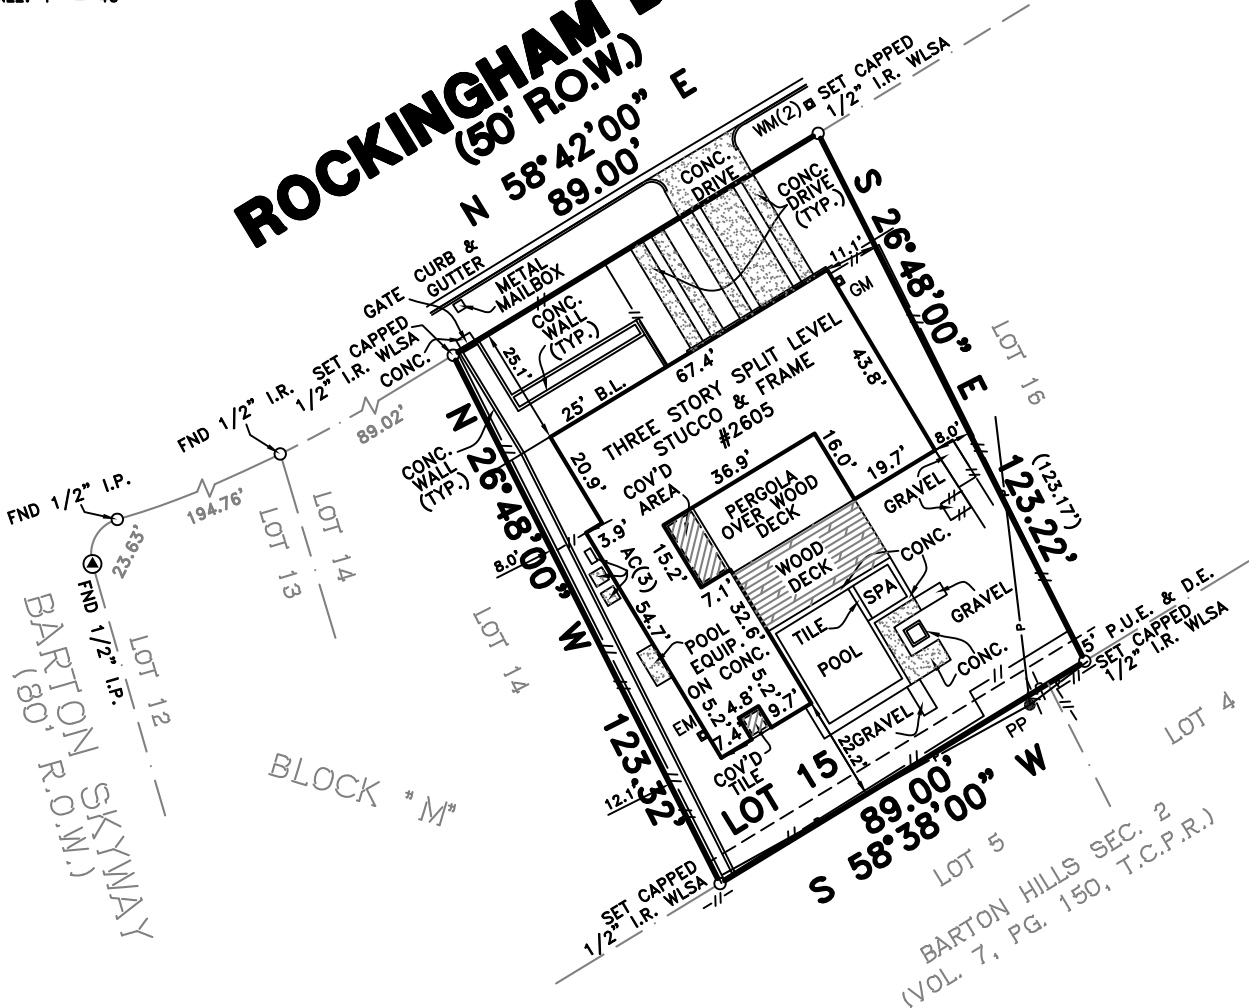 ROCKINGHAM
(50' R.O.W.)
N 58°42'00" E
89.00'
WM(2)
SET CAPPED
1/2" I.R. WLSA
CONC.
DRIVE
CONC.
DRIVE
(TYP.)
S 26°48'00" E
123.22'
(123.17')
CURB &
GUTTER
GATE
METAL
MAILBOX
CONC.
WALL
(TYP.)
SET CAPPED
1/2" I.R. WLSA
CONC.
25.1'
25' B.L.
67.4'
11.1'
GM
43.8'
LOT 16
THREE STORY SPLIT LEVEL
STUCCO & FRAME
#2605
FND 1/2" I.R.
89.02'
FND 1/2" I.P.
194.76'
23.63'
FND 1/2" I.P.
LOT 14
LOT 13
LOT 12
BARTON SKYWAY
(80' R.O.W.)
BLOCK "M"
LOT 14
N 26°48'00" W
123.32'
CONC.
WALL
(TYP.)
20.9'
COV'D
AREA
36.9'
16.0'
19.7'
8.0'
PERGOLA
OVER WOOD
DECK
GRAVEL
3.9'
8.0'
AC(3)
15.2'
54.7'
7.1'
32.6'
WOOD
DECK
CONC.
SPA
TILE
POOL
GRAVEL
CONC.
POOL
EQUIP.
ON CONC.
5.2'
4.8'
5.2'
9.7'
7.4'
EM
COV'D
TILE
GRAVEL
22.2'
12.1'
LOT 15
P
5' P.U.E. & D.E.
SET CAPPED
1/2" I.R. WLSA
PP
89.00'
S 58°38'00" W
SET CAPPED
1/2" I.R. WLSA
LOT 4
LOT 5
BARTON HILLS SEC. 2
(VOL. 7, PG. 150, T.C.P.R.)